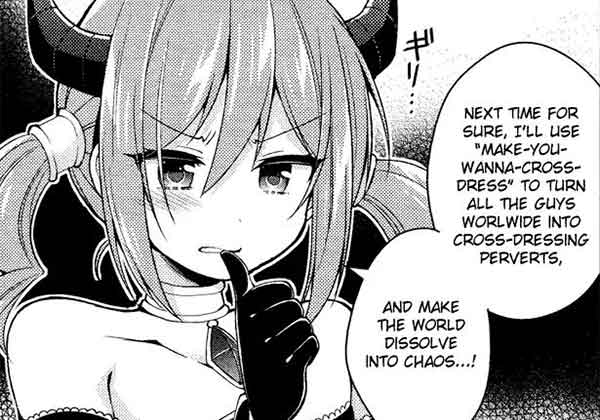 ギリ…
NEXT TIME FOR
SURE, I'LL USE
"MAKE-YOU-
WANNA-CROSS-
DRESS" TO TURN
ALL THE GUYS
WORLWIDE INTO
CROSS-DRESSING
PERVERTS,
AND MAKE
THE WORLD
DISSOLVE
INTO CHAOS...!